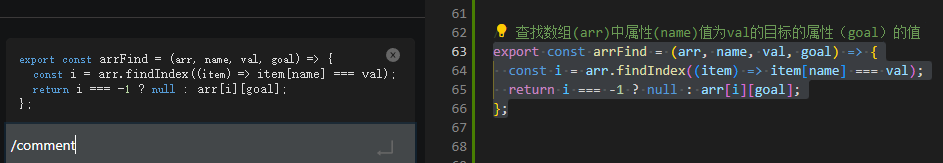 export const arrFind = (arr, name, val, goal) => {
  const i = arr.findIndex((item) => item[name] === val);
  return i === -1 ? null : arr[i][goal];
};
/comment
61
62 查找数组(arr)中属性(name)值为val的目标的属性（goal）的值
63 export const arrFind = (arr, name, val, goal) => {
64   const i = arr.findIndex((item) => item[name] === val);
65   return i === -1 ? null : arr[i][goal];
66 };
67
68